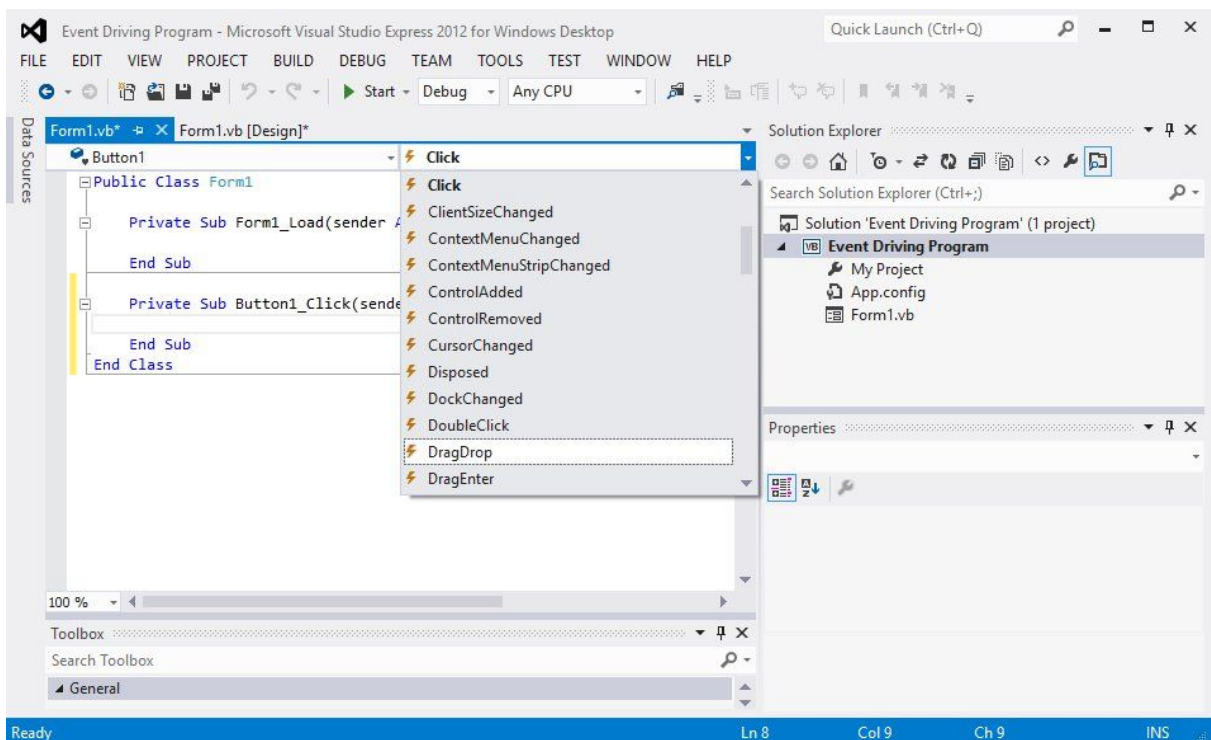 Event Driving Program - Microsoft Visual Studio Express 2012 for Windows Desktop
Quick Launch (Ctrl+Q)
FILE EDIT VIEW PROJECT BUILD DEBUG TEAM TOOLS TEST WINDOW HELP
Start Debug Any CPU
Data Sources
Form1.vb* Form1.vb [Design]*
Button1
Click
Public Class Form1
Private Sub Form1_Load(sender A
End Sub
Private Sub Button1_Click(sende
End Sub
End Class
Click
ClientSizeChanged
ContextMenuChanged
ContextMenuStripChanged
ControlAdded
ControlRemoved
CursorChanged
Disposed
DockChanged
DoubleClick
DragDrop
DragEnter
100 %
Toolbox
Search Toolbox
General
Solution Explorer
Search Solution Explorer (Ctrl+;)
Solution 'Event Driving Program' (1 project)
VB Event Driving Program
My Project
App.config
Form1.vb
Properties
Ready Ln 8 Col 9 Ch 9 INS